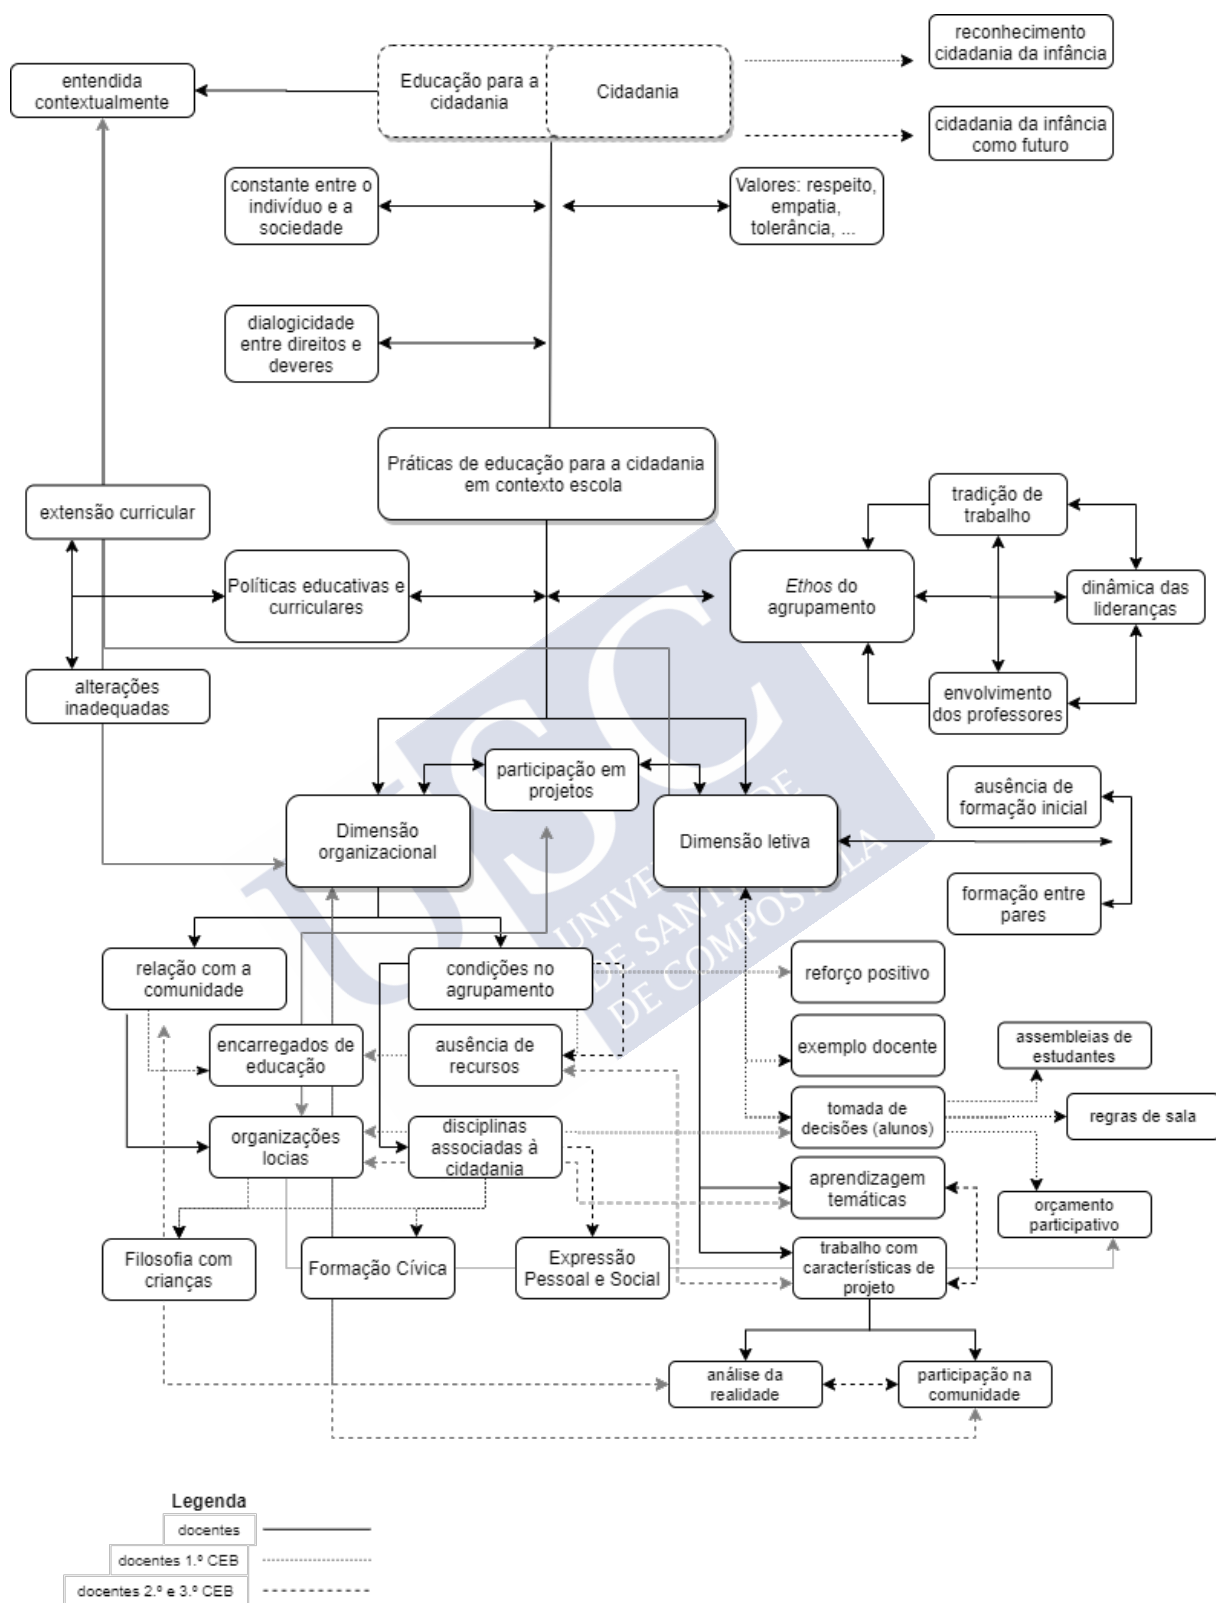 reconhecimento
cidadania da infância
entendida
contextualmente
Educação para a
cidadania
Cidadania
cidadania da infância
como futuro
constante entre o
indivíduo e a
sociedade
Valores: respeito,
empatia,
tolerância, ...
dialogicidade
entre direitos e
deveres
Práticas de educação para a cidadania
em contexto escola
extensão curricular
tradição de
trabalho
Políticas educativas e
curriculares
Ethos do
agrupamento
dinâmica das
lideranças
alterações
inadequadas
envolvimento
dos professores
participação em
projetos
ausência de
formação inicial
Dimensão
organizacional
Dimensão letiva
formação entre
pares
relação com a
comunidade
condições no
agrupamento
reforço positivo
encarregados de
educação
ausência de
recursos
exemplo docente
assembleias de
estudantes
organizações
locias
disciplinas
associadas à
cidadania
tomada de
decisões (alunos)
regras de sala
aprendizagem
temáticas
orçamento
participativo
Filosofia com
crianças
Formação Cívica
Expressão
Pessoal e Social
trabalho com
características de
projeto
análise da
realidade
participação na
comunidade
Legenda
docentes
docentes 1.º CEB
docentes 2.º e 3.º CEB
USC
DE SANT
DE COMPOSTELA